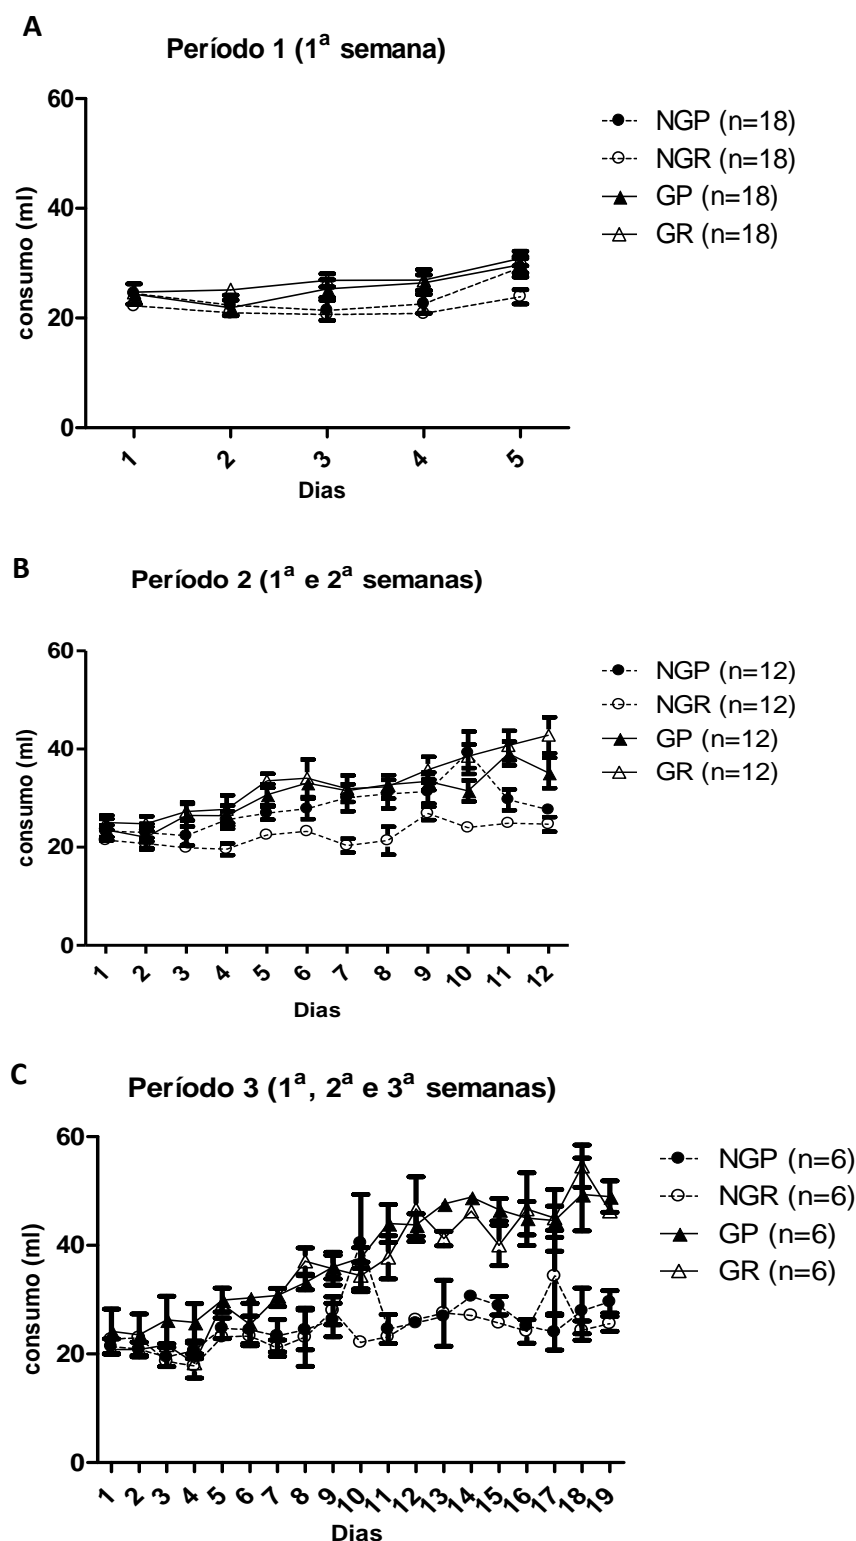 A
Período 1 (1ª semana)
60
40
20
0
consumo (ml)
1 2 3 4 5
Dias
NGP (n=18)
NGR (n=18)
GP (n=18)
GR (n=18)
B
Período 2 (1ª e 2ª semanas)
60
40
20
0
consumo (ml)
1 2 3 4 5 6 7 8 9 10 11 12
Dias
NGP (n=12)
NGR (n=12)
GP (n=12)
GR (n=12)
C
Período 3 (1ª, 2ª e 3ª semanas)
60
40
20
0
consumo (ml)
1 2 3 4 5 6 7 8 9 10 11 12 13 14 15 16 17 18 19
Dias
NGP (n=6)
NGR (n=6)
GP (n=6)
GR (n=6)